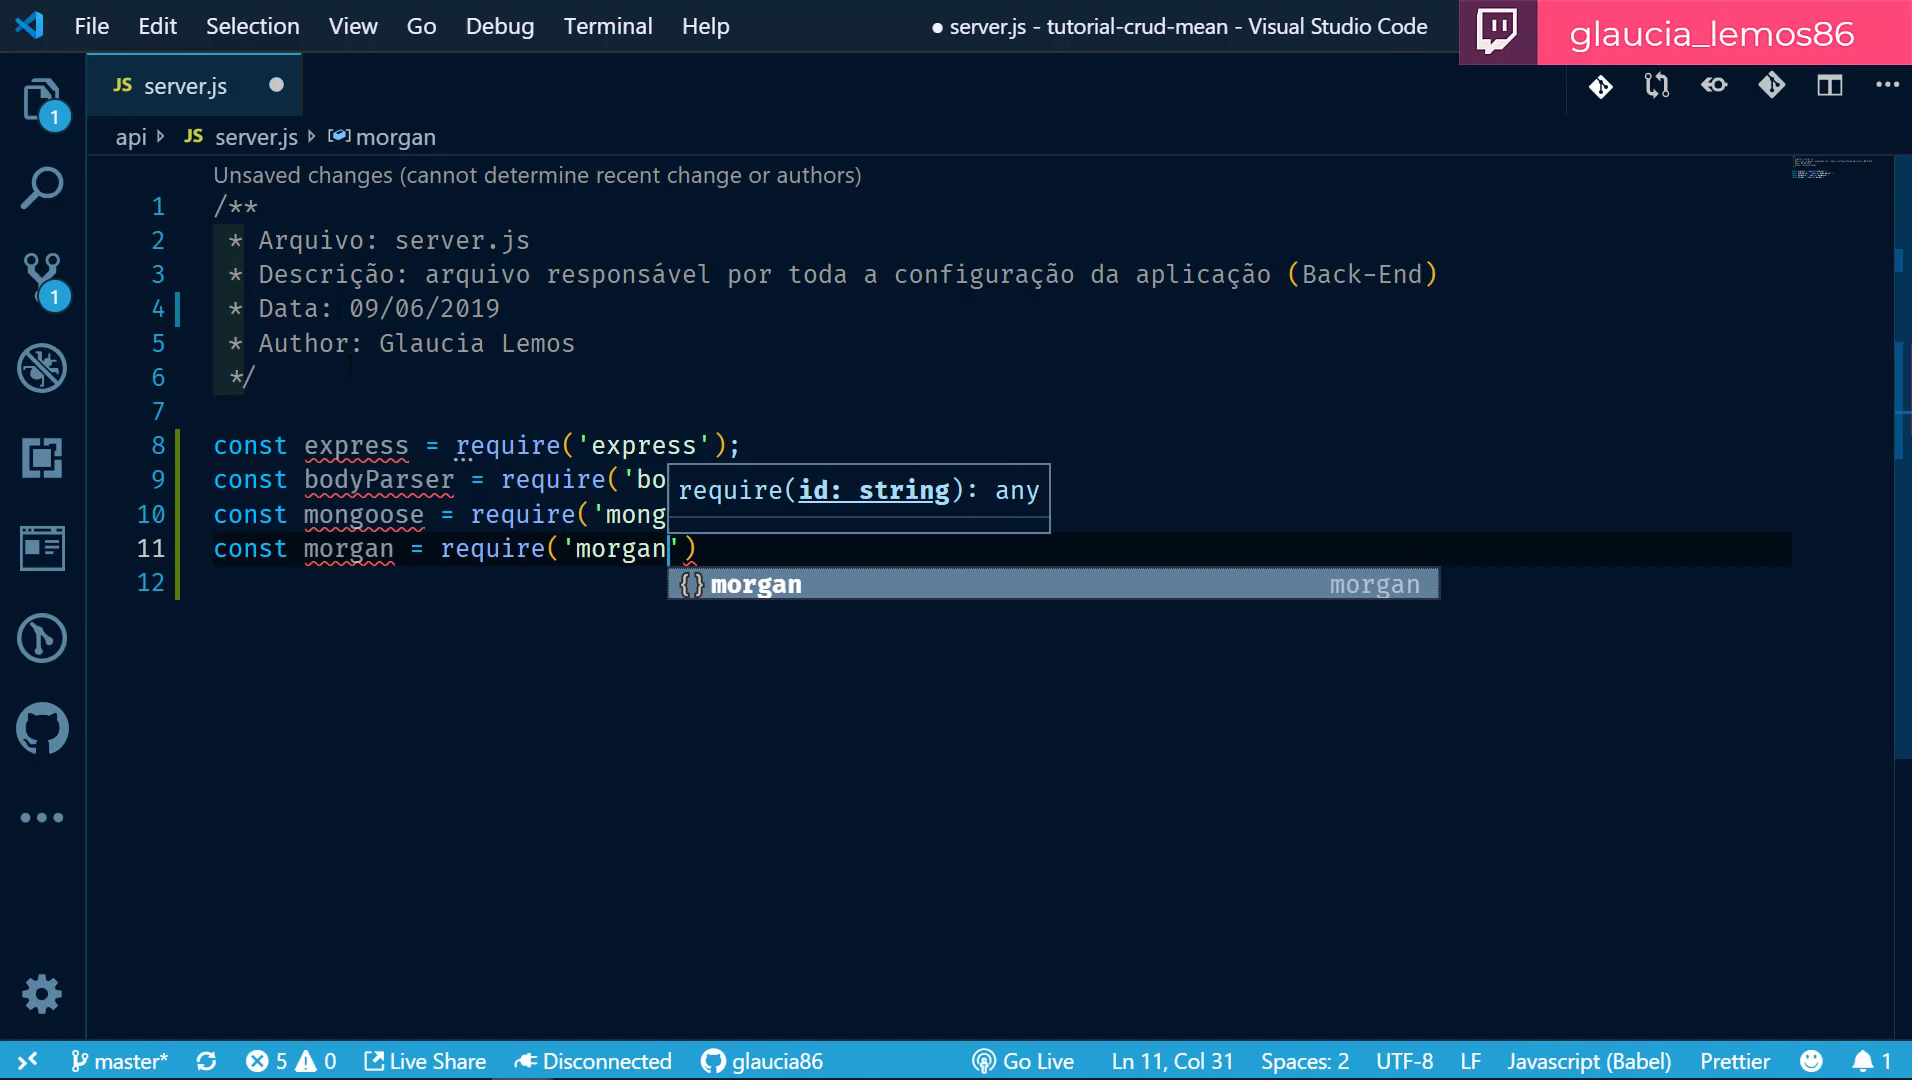 File Edit Selection View Go Debug Terminal Help
● server.js - tutorial-crud-mean - Visual Studio Code
glaucia_lemos86
JS server.js
api JS server.js morgan
Unsaved changes (cannot determine recent change or authors)
1 /**
2 * Arquivo: server.js
3 * Descrição: arquivo responsável por toda a configuração da aplicação (Back-End)
4 * Data: 09/06/2019
5 * Author: Glaucia Lemos
6 */
7
8 const express = require('express');
9 const bodyParser = require('bo
require(id: string): any
10 const mongoose = require('mong
11 const morgan = require('morgan')
12
{} morgan morgan
1
1
master* 5 0 Live Share Disconnected glaucia86 Go Live Ln 11, Col 31 Spaces: 2 UTF-8 LF Javascript (Babel) Prettier 1